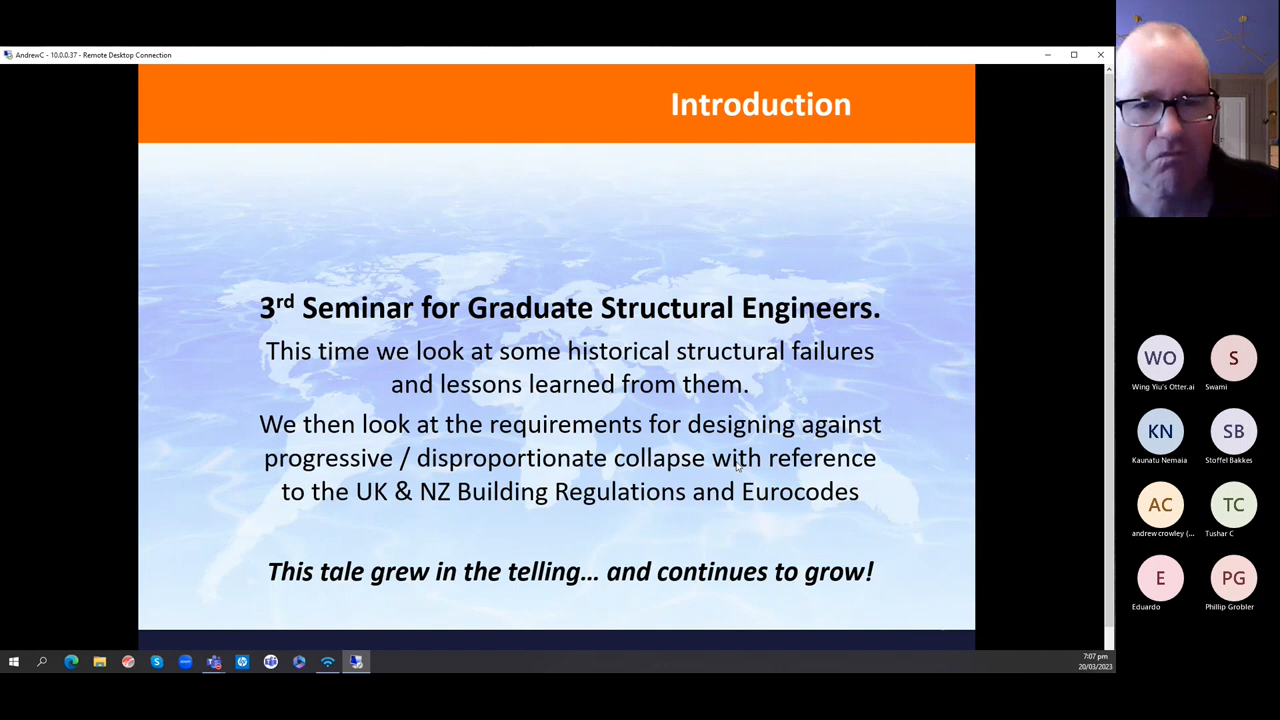 AndrewC - 10.0.0.37 - Remote Desktop Connection
Introduction
3rd Seminar for Graduate Structural Engineers.
This time we look at some historical structural failures
and lessons learned from them.
We then look at the requirements for designing against
progressive / disproportionate collapse with reference
to the UK & NZ Building Regulations and Eurocodes
This tale grew in the telling... and continues to grow!
WO
Wing Yiu's Otter.ai
S
Swami
KN
Kaunatu Nemaia
SB
Stoffel Bakkes
AC
andrew crowley (...
TC
Tushar C
E
Eduardo
PG
Phillip Grobler
7:07 pm
20/03/2023